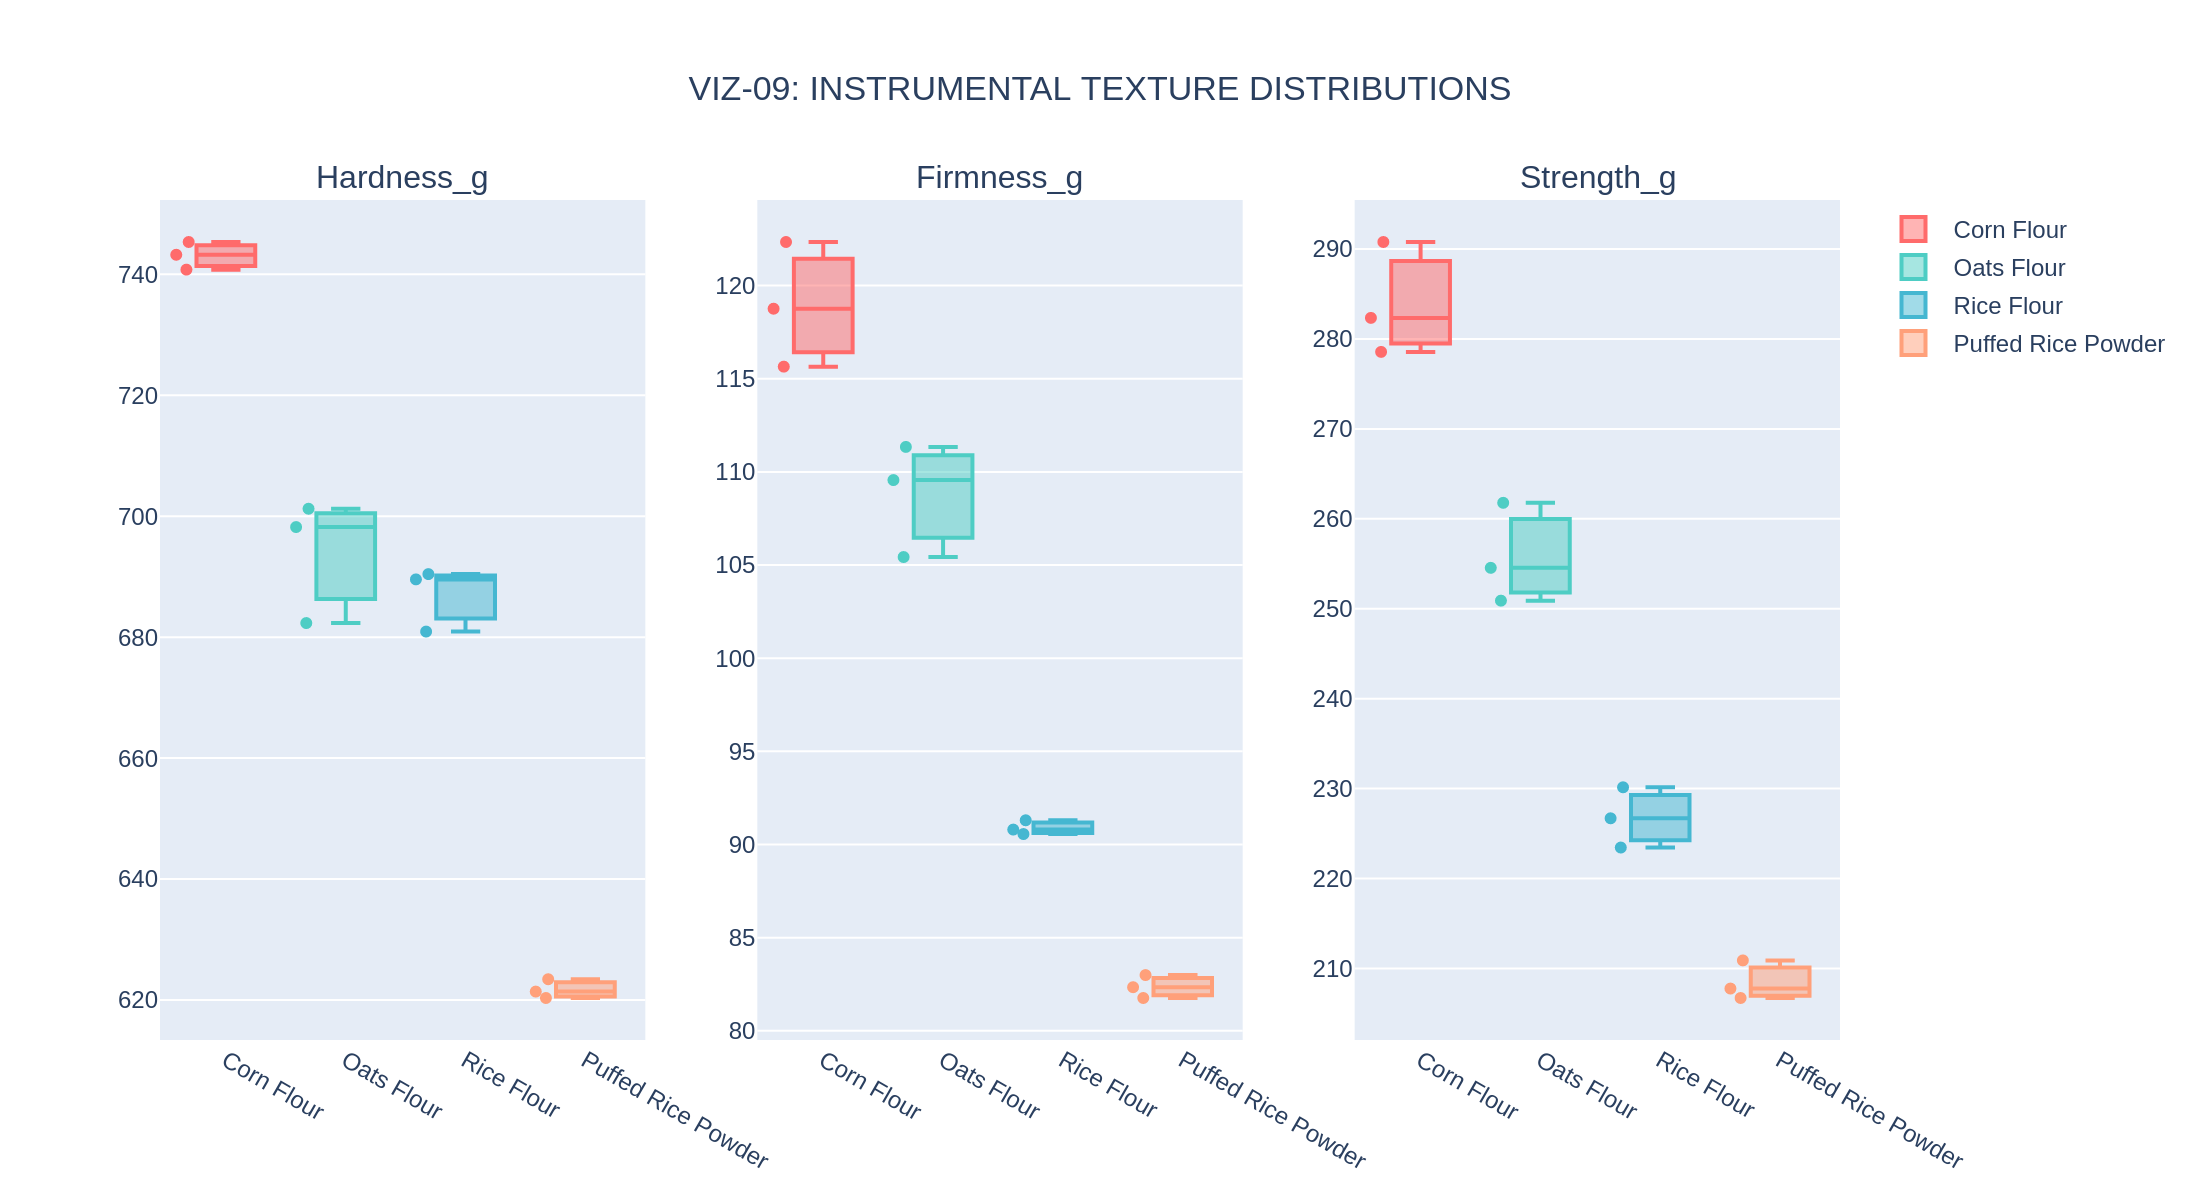 VIZ-09: INSTRUMENTAL TEXTURE DISTRIBUTIONS
Hardness_g
740
720
700
680
660
640
620
Corn Flour
Oats Flour
Rice Flour
Puffed Rice Powder
Firmness_g
120
115
110
105
100
95
90
85
80
Corn Flour
Oats Flour
Rice Flour
Puffed Rice Powder
Strength_g
290
280
270
260
250
240
230
220
210
Corn Flour
Oats Flour
Rice Flour
Puffed Rice Powder
Corn Flour
Oats Flour
Rice Flour
Puffed Rice Powder